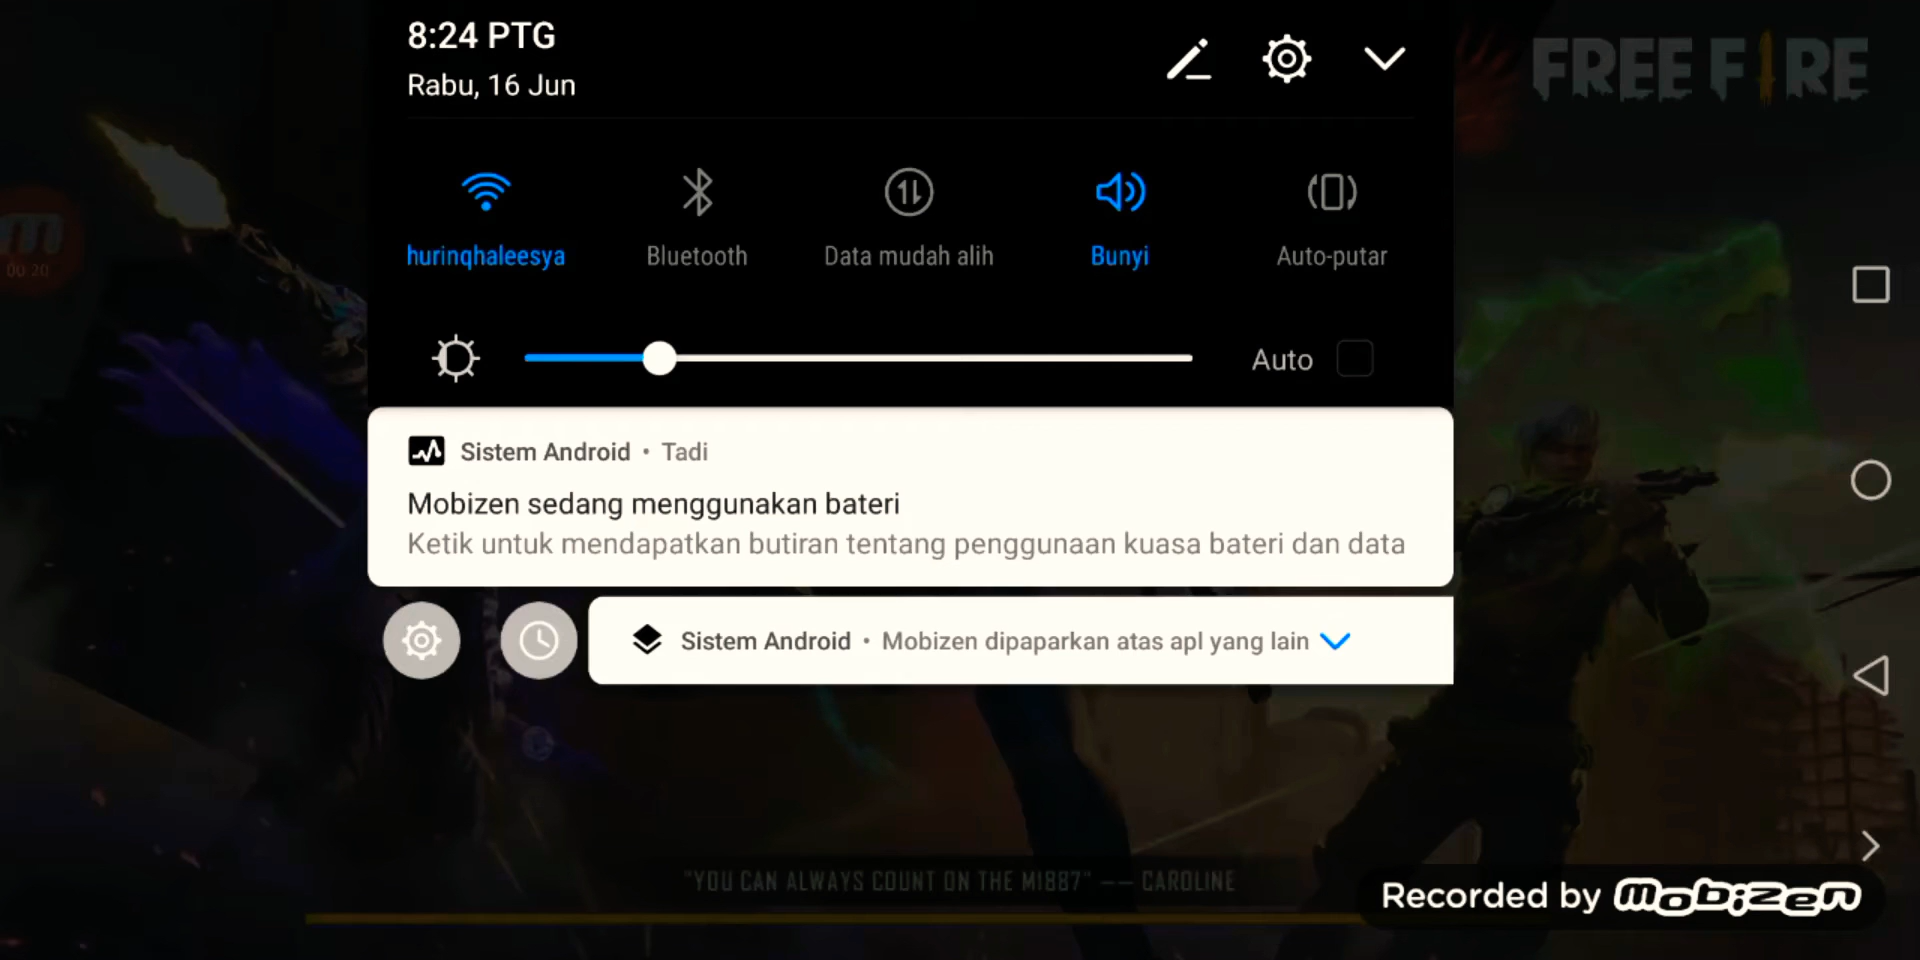 8:24 PTG
Rabu, 16 Jun
FREE FIRE
00:20
hurinqhaleesya
Bluetooth
Data mudah alih
Bunyi
Auto-putar
Auto
Sistem Android • Tadi
Mobizen sedang menggunakan bateri
Ketik untuk mendapatkan butiran tentang penggunaan kuasa bateri dan data
Sistem Android • Mobizen dipaparkan atas apl yang lain
"YOU CAN ALWAYS COUNT ON THE M1887" —— CAROLINE
Recorded by mobizen